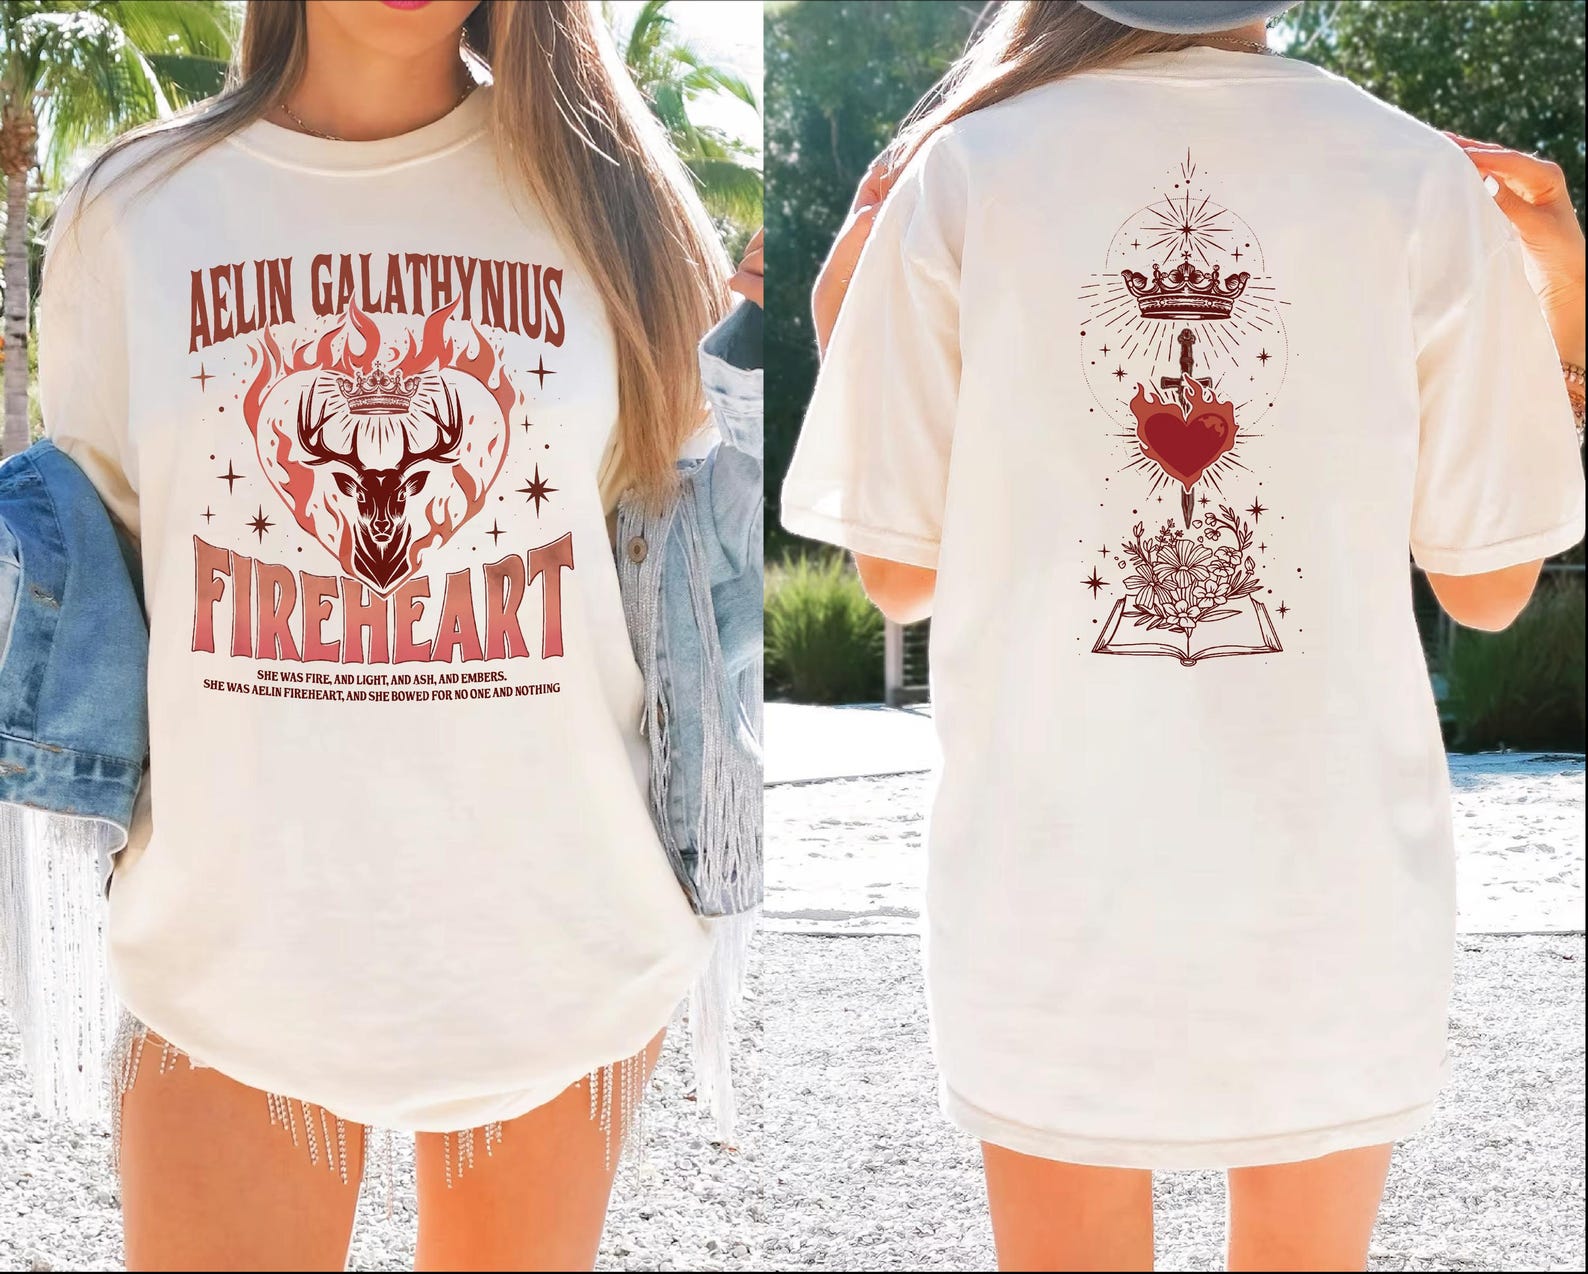 AELIN GALATHYNIUS
FIREHEART
SHE WAS FIRE, AND LIGHT, AND ASH, AND EMBERS.
SHE WAS AELIN FIREHEART, AND SHE BOWED FOR NO ONE AND NOTHING